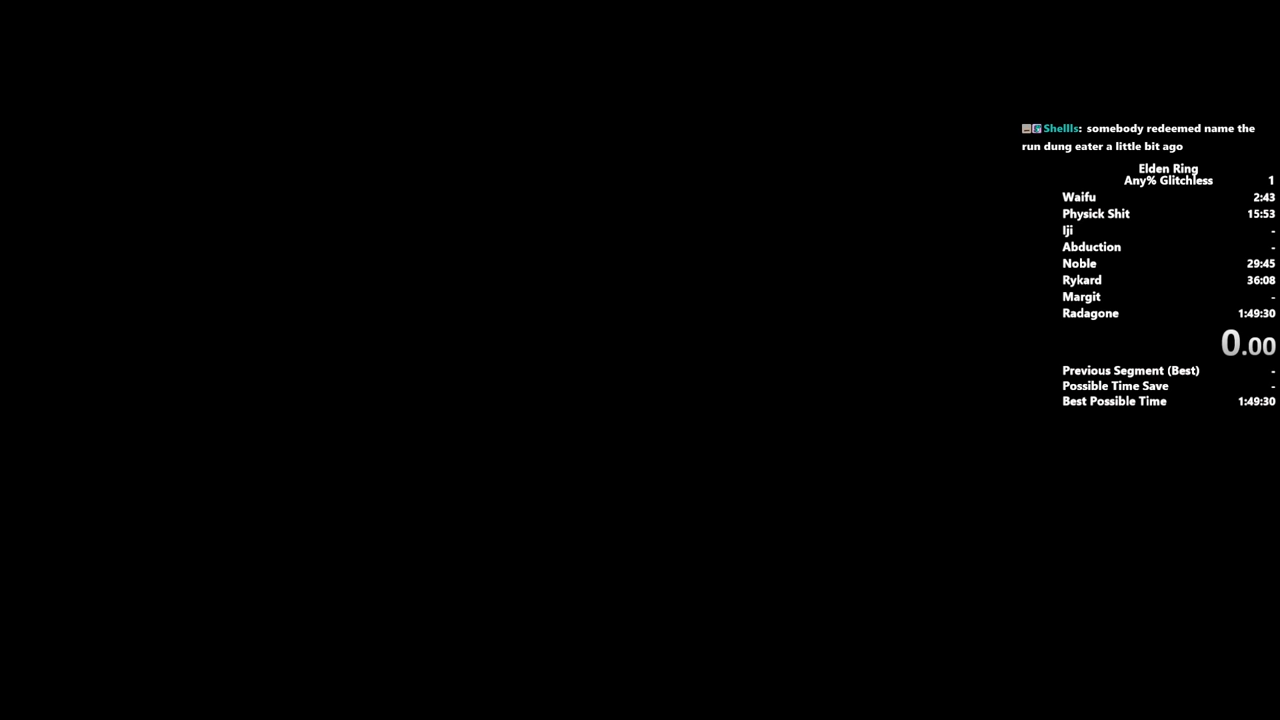 Shellls: somebody redeemed name the
run dung eater a little bit ago
Elden Ring
Any% Glitchless 1
Waifu 2:43
Physick Shit 15:53
Iji -
Abduction -
Noble 29:45
Rykard 36:08
Margit -
Radagone 1:49:30
0.00
Previous Segment (Best) -
Possible Time Save -
Best Possible Time 1:49:30